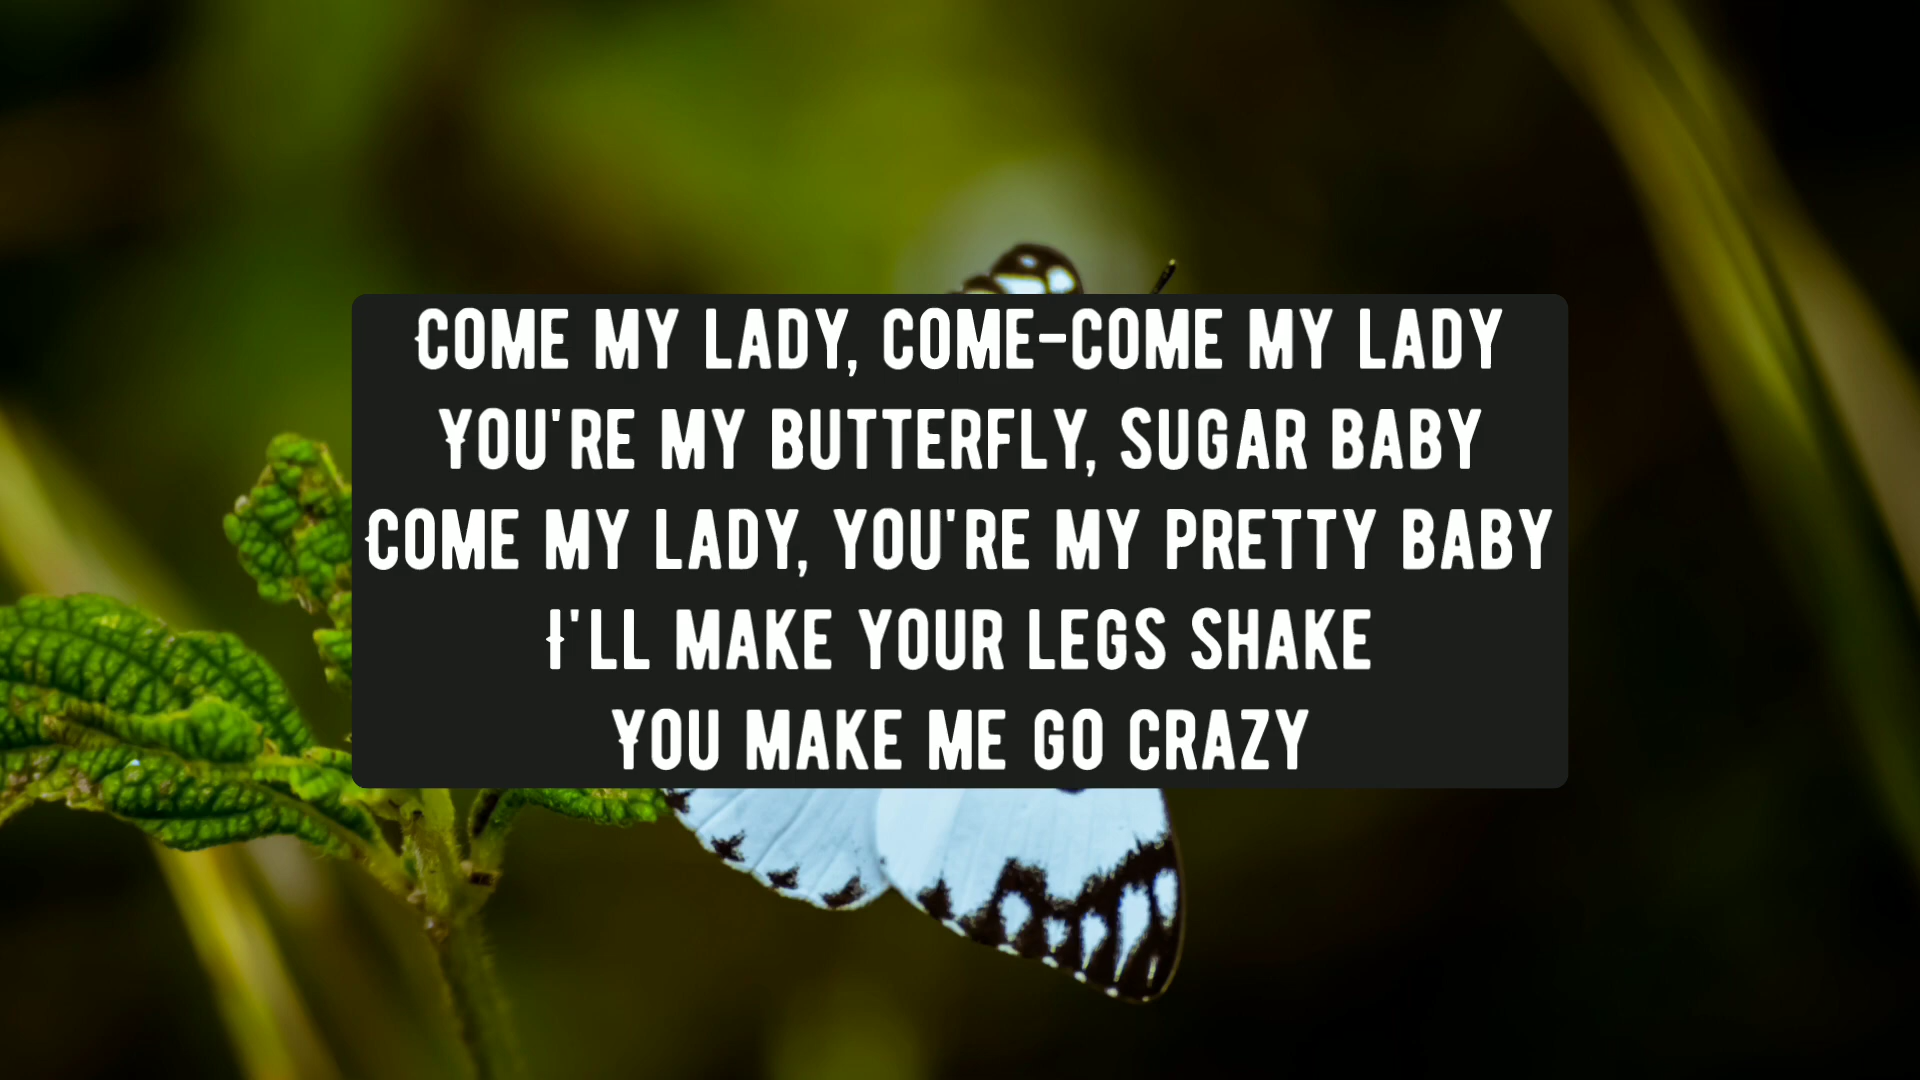 Come my lady, come-come my lady
You're my butterfly, sugar baby
Come my lady, you're my pretty baby
I'll make your legs shake
You make me go crazy